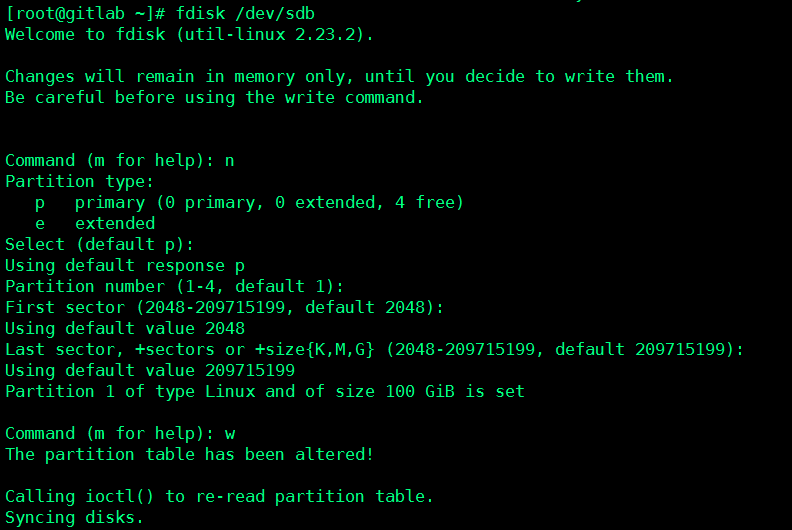 [root@gitlab ~]# fdisk /dev/sdb
Welcome to fdisk (util-linux 2.23.2).
Changes will remain in memory only, until you decide to write them.
Be careful before using the write command.
Command (m for help): n
Partition type:
   p   primary (0 primary, 0 extended, 4 free)
   e   extended
Select (default p):
Using default response p
Partition number (1-4, default 1):
First sector (2048-209715199, default 2048):
Using default value 2048
Last sector, +sectors or +size{K,M,G} (2048-209715199, default 209715199):
Using default value 209715199
Partition 1 of type Linux and of size 100 GiB is set
Command (m for help): w
The partition table has been altered!
Calling ioctl() to re-read partition table.
Syncing disks.